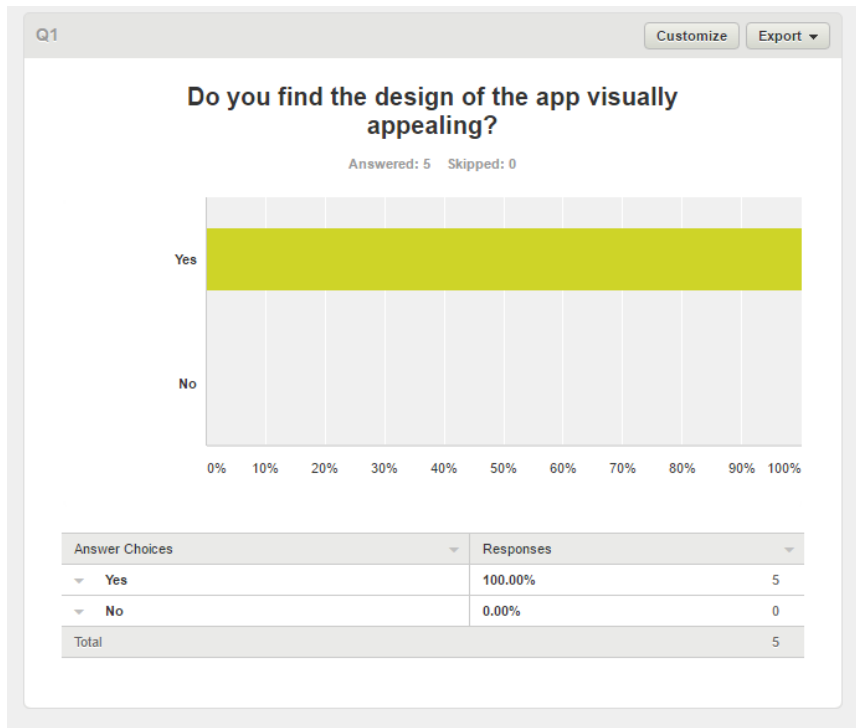 Q1
Customize
Export
Do you find the design of the app visually
appealing?
Answered: 5 Skipped: 0
Yes
No
0% 10% 20% 30% 40% 50% 60% 70% 80% 90% 100%
Answer Choices Responses
Yes 100.00% 5
No 0.00% 0
Total 5